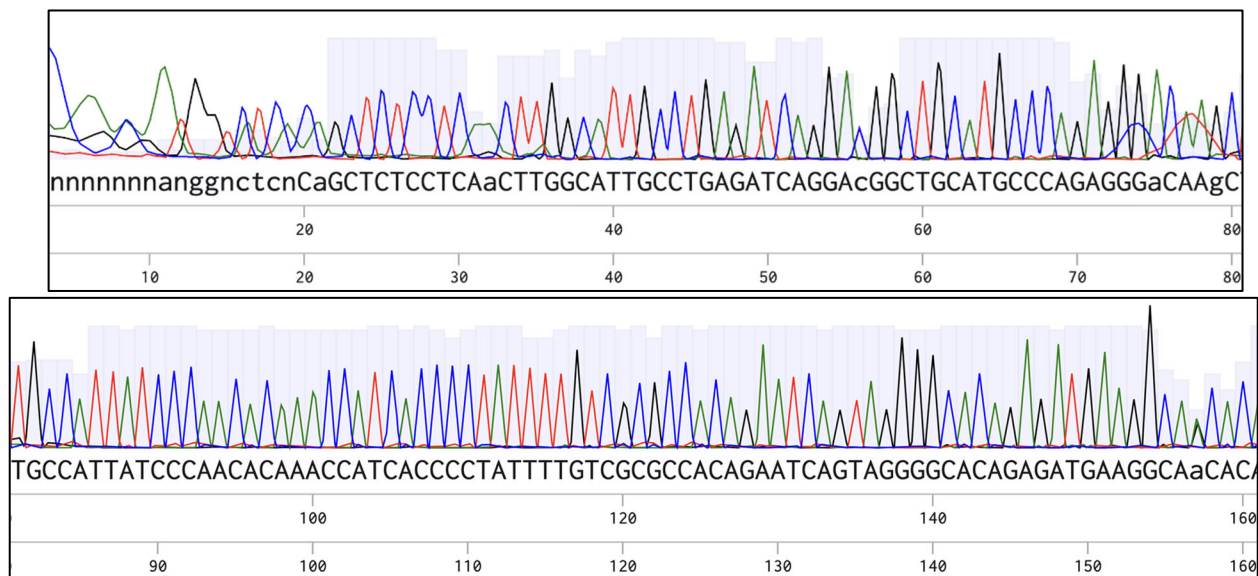 nnnnnnnanggnctcnCaGCTCTCCTCAaCTTGGCATTGCCTGAGATCAGGAcGGCTGCATGCCCAGAGGGaCAAgC
20 40 60 80
10 20 30 40 50 60 70 80
TGCCATTATCCCAACACAAACCATCACCCCTATTTTGTCGCGCCACAGAATCAGTAGGGGCACAGAGATGAAGGCAaCACA
100 120 140 160
90 100 110 120 130 140 150 160